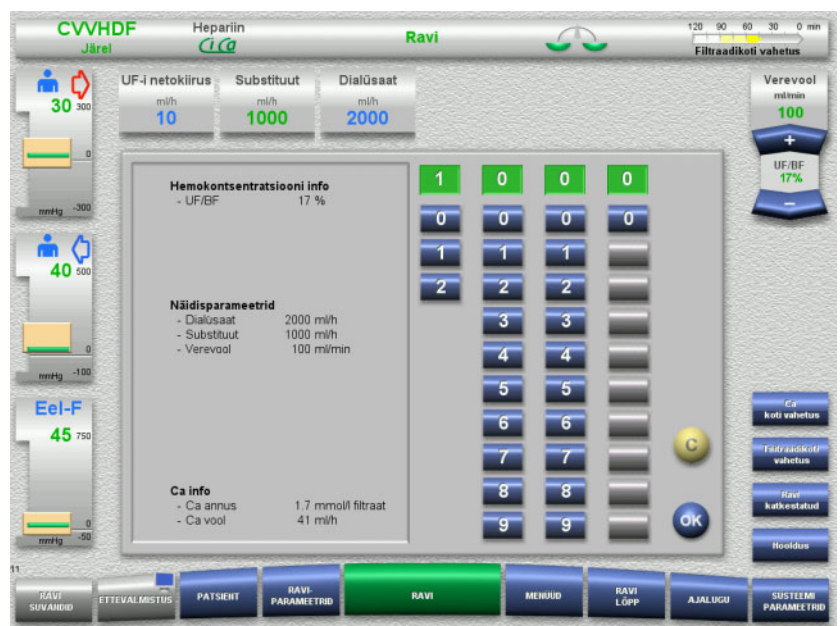 CVVHDF
Järel
Hepariin
CiCa
Ravi
120 90 60 30 0 min
Filtraadikoti vahetus
30 300
0
mmHg -300
40 500
0
mmHg -100
Eel-F
45 750
0
mmHg -50
UF-i netokiirus
ml/h
10
Substituut
ml/h
1000
Dialüsaat
ml/h
2000
Verevool
ml/min
100
+
UF/BF
17%
−
Hemokontsentratsiooni info
- UF/BF 17 %
Näidisparameetrid
- Dialüsaat 2000 ml/h
- Substituut 1000 ml/h
- Verevool 100 ml/min
Ca info
- Ca annus 1.7 mmol/l filtraat
- Ca vool 41 ml/h
1 0 0 0
0 0 0 0
1 1 1
2 2 2
3 3
4 4
5 5
6 6
7 7
8 8
9 9
C
OK
Ca
koti vahetus
Tsitraadikoti
vahetus
Ravi
katkestatud
Hooldus
11
RAVI
SUVANDID
ETTEVALMISTUS
PATSIENT
RAVI-
PARAMEETRID
RAVI
MENÜÜD
RAVI
LÕPP
AJALUGU
SÜSTEEMI
PARAMEETRID